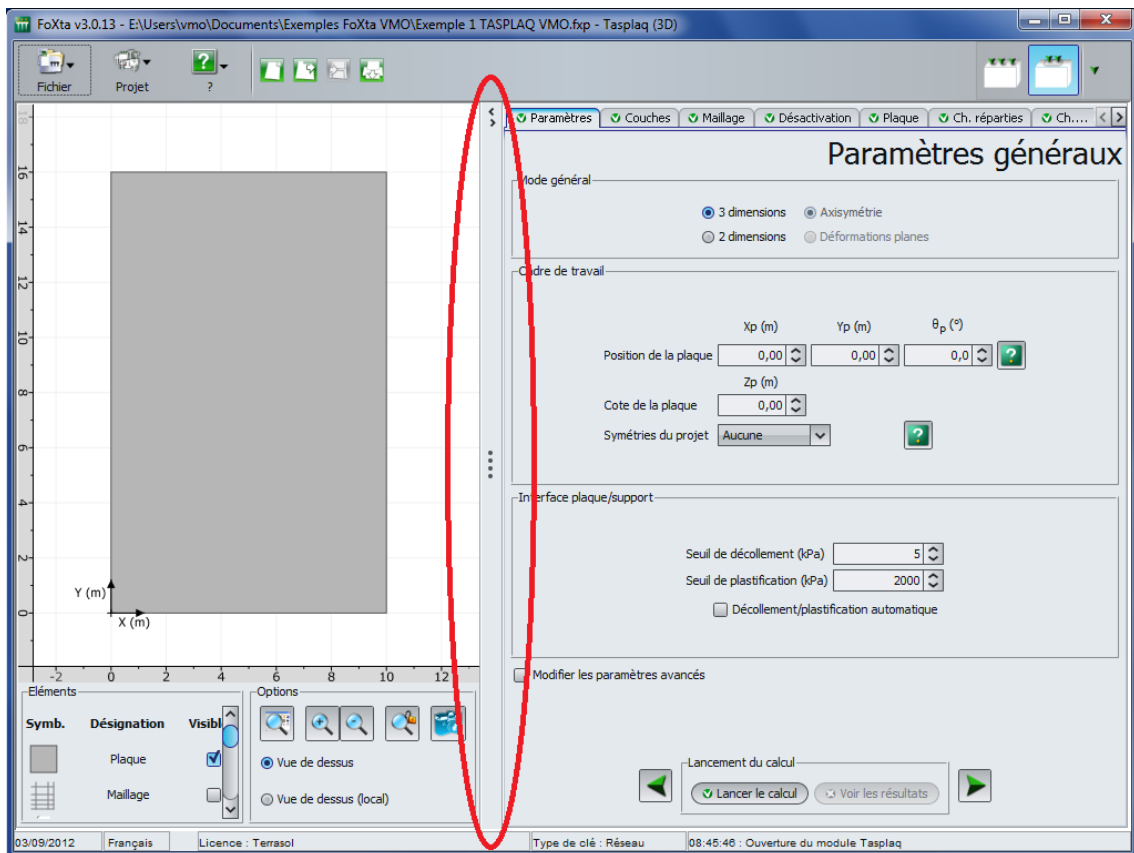 FoXta v3.0.13 - E:\Users\vmo\Documents\Exemples FoXta VMO\Exemple 1 TASPLAQ VMO.fxp - Tasplaq (3D)
Fichier
Projet
?
?
Paramètres
Couches
Maillage
Désactivation
Plaque
Ch. réparties
Ch....
Paramètres généraux
Mode général
3 dimensions
Axisymétrie
2 dimensions
Déformations planes
Cadre de travail
Xp (m)
Yp (m)
θp (°)
Position de la plaque
0,00
0,00
0,0
?
Zp (m)
Cote de la plaque
0,00
Symétries du projet
Aucune
?
Interface plaque/support
Seuil de décollement (kPa)
5
Seuil de plastification (kPa)
2000
Décollement/plastification automatique
Modifier les paramètres avancés
Lancement du calcul
Lancer le calcul
Voir les résultats
18
16
14
12
10
8
6
4
2
0
Y (m)
X (m)
-2
0
2
4
6
8
10
12
Eléments
Symb.
Désignation
Visibl
Plaque
Maillage
Options
Vue de dessus
Vue de dessus (local)
03/09/2012
Français
Licence : Terrasol
Type de clé : Réseau
08:45:46 : Ouverture du module Tasplaq